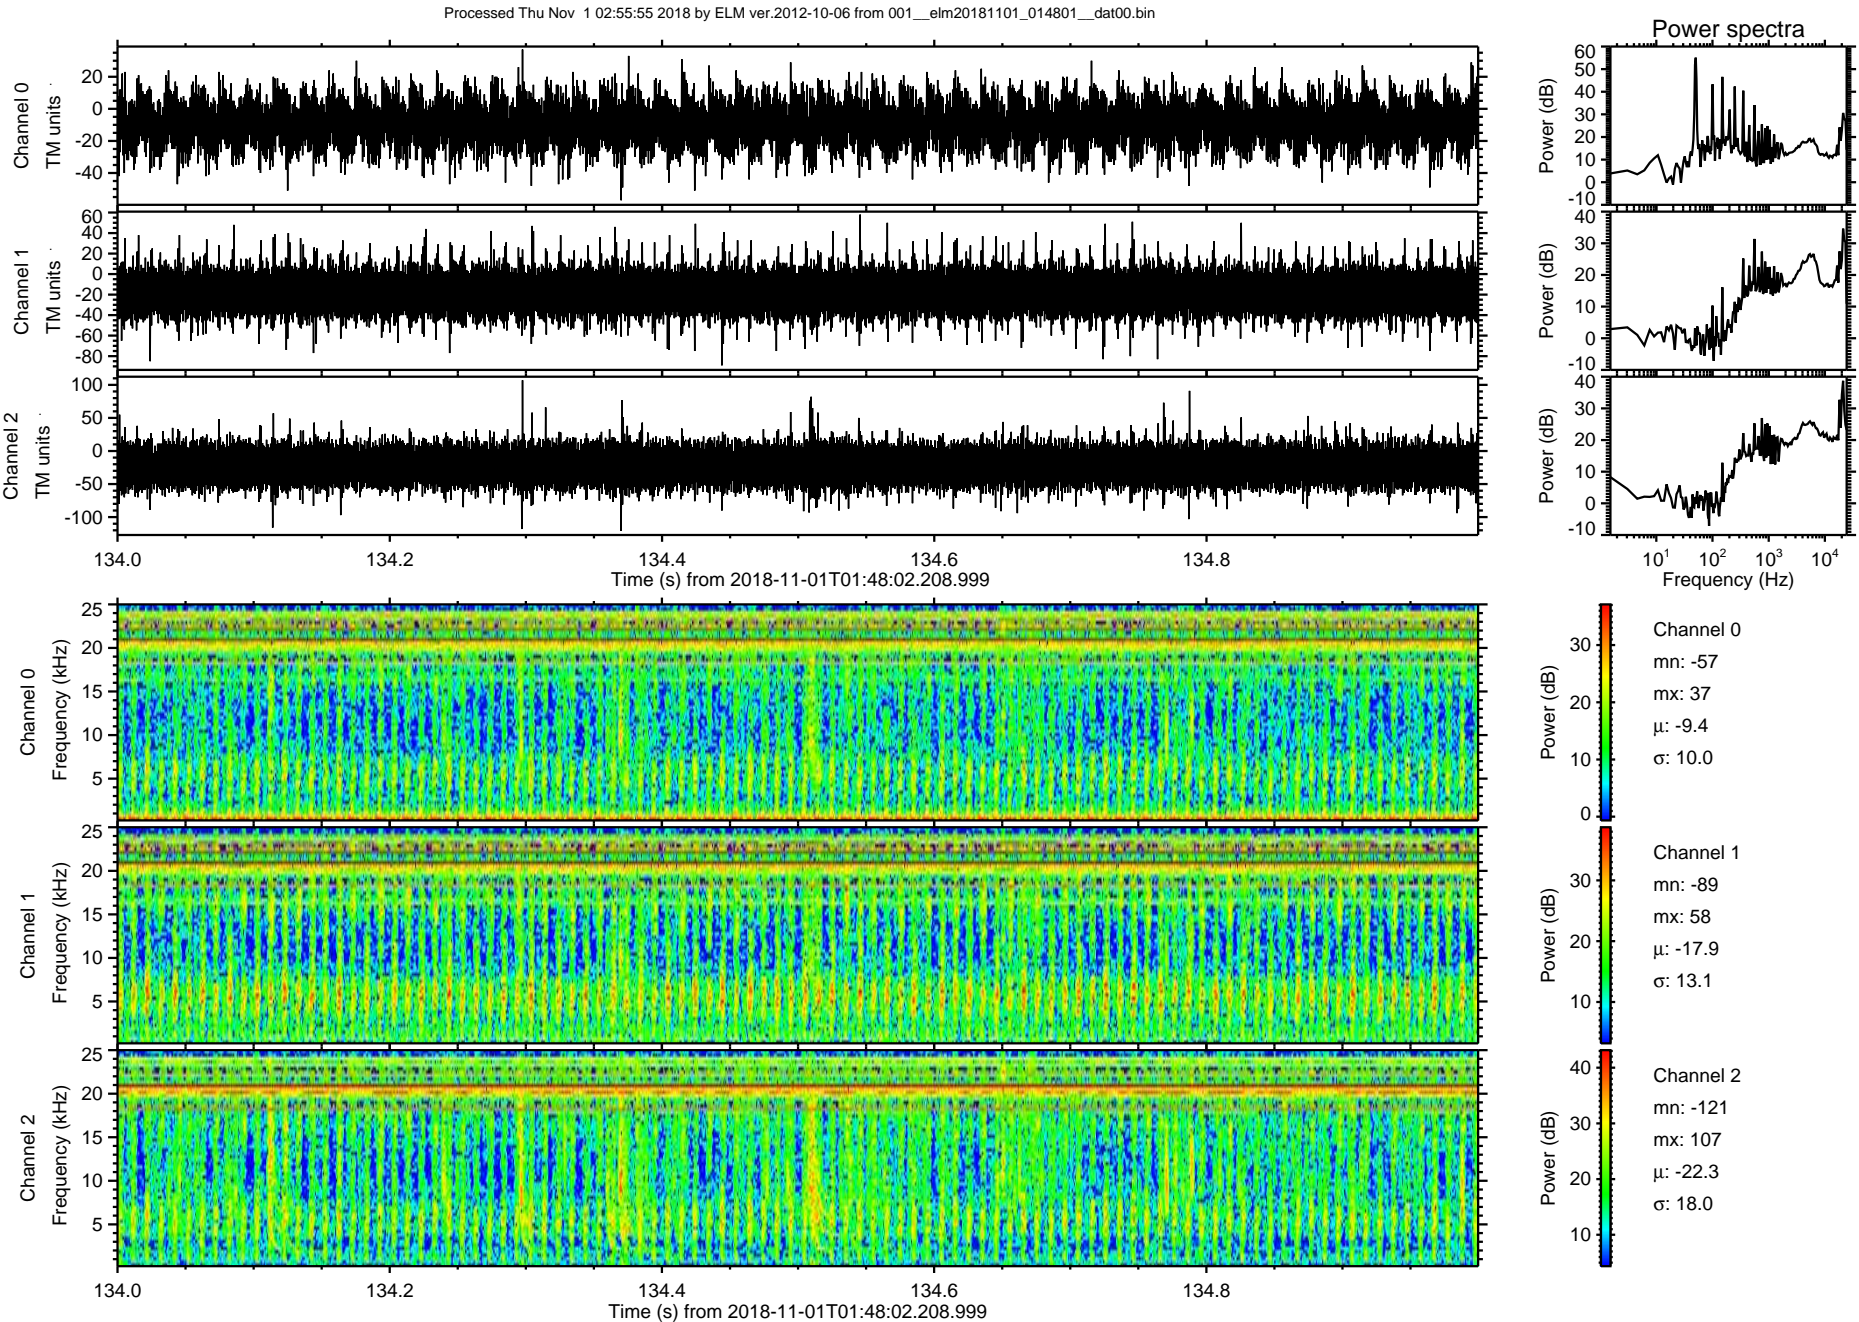 Processed Thu Nov  1 02:55:55 2018 by ELM ver.2012-10-06 from 001__elm20181101_014801__dat00.bin
Power spectra
Channel 0
TM units
20
0
-20
-40
Power (dB)
60
50
40
30
20
10
0
-10
Channel 1
TM units
60
40
20
0
-20
-40
-60
-80
Power (dB)
40
30
20
10
0
-10
Channel 2
TM units
100
50
0
-50
-100
Power (dB)
40
30
20
10
0
-10
134.0
134.2
134.4
134.6
134.8
Time (s) from 2018-11-01T01:48:02.208.999
10^1
10^2
10^3
10^4
Frequency (Hz)
Channel 0
Frequency (kHz)
25
20
15
10
5
Power (dB)
30
20
10
0
Channel 0
mn: -57
mx: 37
μ: -9.4
σ: 10.0
Channel 1
Frequency (kHz)
25
20
15
10
5
Power (dB)
30
20
10
Channel 1
mn: -89
mx: 58
μ: -17.9
σ: 13.1
Channel 2
Frequency (kHz)
25
20
15
10
5
Power (dB)
40
30
20
10
Channel 2
mn: -121
mx: 107
μ: -22.3
σ: 18.0
134.0
134.2
134.4
134.6
134.8
Time (s) from 2018-11-01T01:48:02.208.999